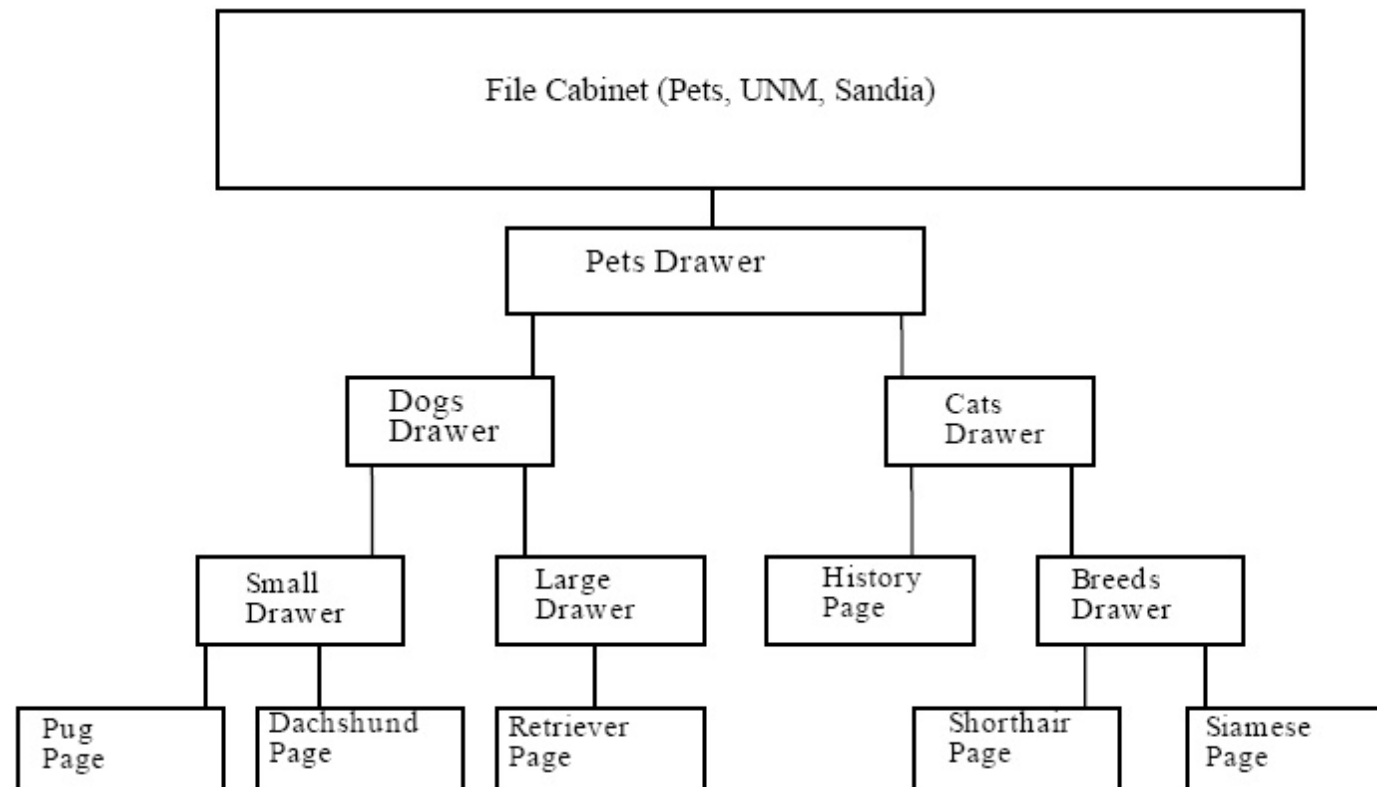 File Cabinet (Pets, UNM, Sandia)
Pets Drawer
Dogs
Drawer
Cats
Drawer
Small
Drawer
Large
Drawer
History
Page
Breeds
Drawer
Pug
Page
Dachshund
Page
Retriever
Page
Shorthair
Page
Siamese
Page